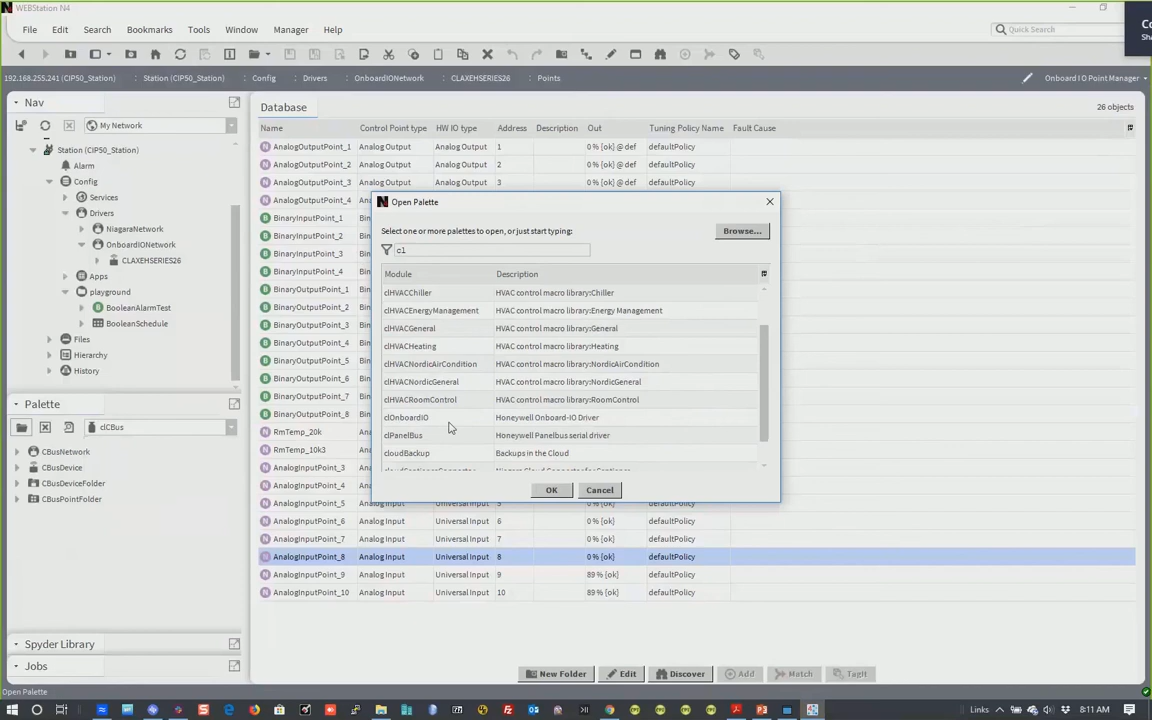 WEBStation N4
File Edit Search Bookmarks Tools Window Manager Help
Quick Search
192.168.255.241 (CIP50_Station) Station (CIP50_Station) Config Drivers OnboardIONetwork CLAXEHSERIES26 Points Onboard IO Point Manager
Nav
My Network
Station (CIP50_Station)
Alarm
Config
Services
Drivers
NiagaraNetwork
OnboardIONetwork
CLAXEHSERIES26
Apps
playground
BooleanAlarmTest
BooleanSchedule
Files
Hierarchy
History
Palette
clCBus
CBusNetwork
CBusDevice
CBusDeviceFolder
CBusPointFolder
Spyder Library
Jobs
Open Palette
Database 26 objects
Name Control Point type HW IO type Address Description Out Tuning Policy Name Fault Cause
AnalogOutputPoint_1 Analog Output Analog Output 1 0 % {ok} @ def defaultPolicy
AnalogOutputPoint_2 Analog Output Analog Output 2 0 % {ok} @ def defaultPolicy
AnalogOutputPoint_3 Analog Output Analog Output 3 0 % {ok} @ def defaultPolicy
AnalogOutputPoint_4
BinaryInputPoint_1
BinaryInputPoint_2
BinaryInputPoint_3
BinaryInputPoint_4
BinaryOutputPoint_1
BinaryOutputPoint_2
BinaryOutputPoint_3
BinaryOutputPoint_4
BinaryOutputPoint_5
BinaryOutputPoint_6
BinaryOutputPoint_7
BinaryOutputPoint_8
RmTemp_20k
RmTemp_10k3
AnalogInputPoint_3
AnalogInputPoint_4
AnalogInputPoint_5 Analog Input Universal Input 5 0 % {ok} defaultPolicy
AnalogInputPoint_6 Analog Input Universal Input 6 0 % {ok} defaultPolicy
AnalogInputPoint_7 Analog Input Universal Input 7 0 % {ok} defaultPolicy
AnalogInputPoint_8 Analog Input Universal Input 8 0 % {ok} defaultPolicy
AnalogInputPoint_9 Analog Input Universal Input 9 89 % {ok} defaultPolicy
AnalogInputPoint_10 Analog Input Universal Input 10 89 % {ok} defaultPolicy
Open Palette
Select one or more palettes to open, or just start typing: Browse...
cl
Module Description
clHVACChiller HVAC control macro library:Chiller
clHVACEnergyManagement HVAC control macro library:Energy Management
clHVACGeneral HVAC control macro library:General
clHVACHeating HVAC control macro library:Heating
clHVACNordicAirCondition HVAC control macro library:NordicAirCondition
clHVACNordicGeneral HVAC control macro library:NordicGeneral
clHVACRoomControl HVAC control macro library:RoomControl
clOnboardIO Honeywell Onboard-IO Driver
clPanelBus Honeywell Panelbus serial driver
cloudBackup Backups in the Cloud
OK Cancel
New Folder Edit Discover Add Match TagIt
Links 8:11 AM